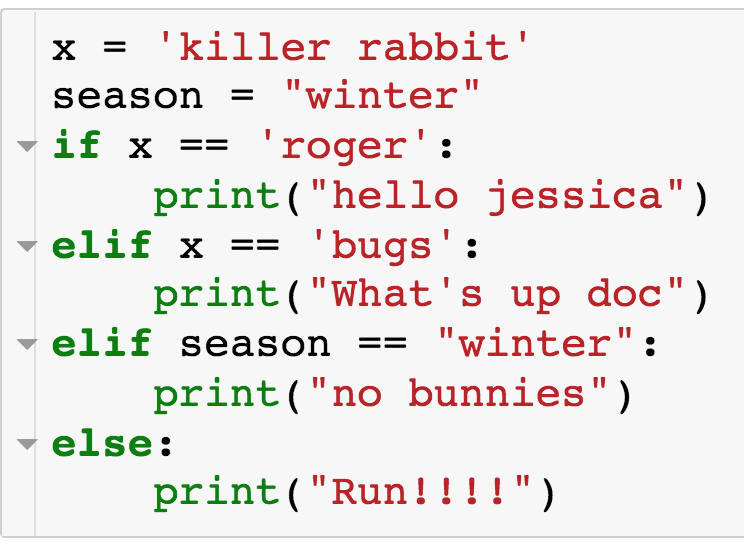 x = 'killer rabbit'
season = "winter"
if x == 'roger':
    print("hello jessica")
elif x == 'bugs':
    print("What's up doc")
elif season == "winter":
    print("no bunnies")
else:
    print("Run!!!!")